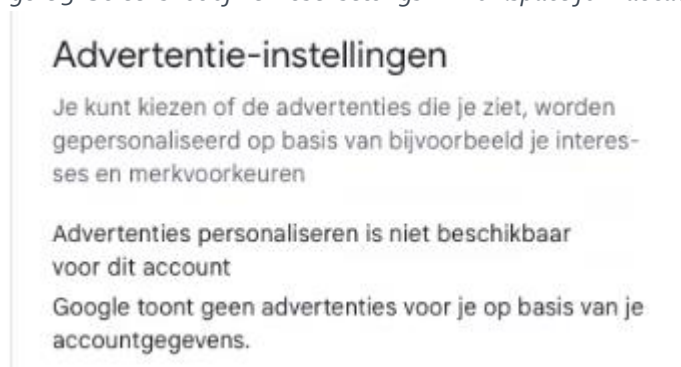 Advertentie-instellingen
Je kunt kiezen of de advertenties die je ziet, worden
gepersonaliseerd op basis van bijvoorbeeld je interes-
ses en merkvoorkeuren
Advertenties personaliseren is niet beschikbaar
voor dit account
Google toont geen advertenties voor je op basis van je
accountgegevens.